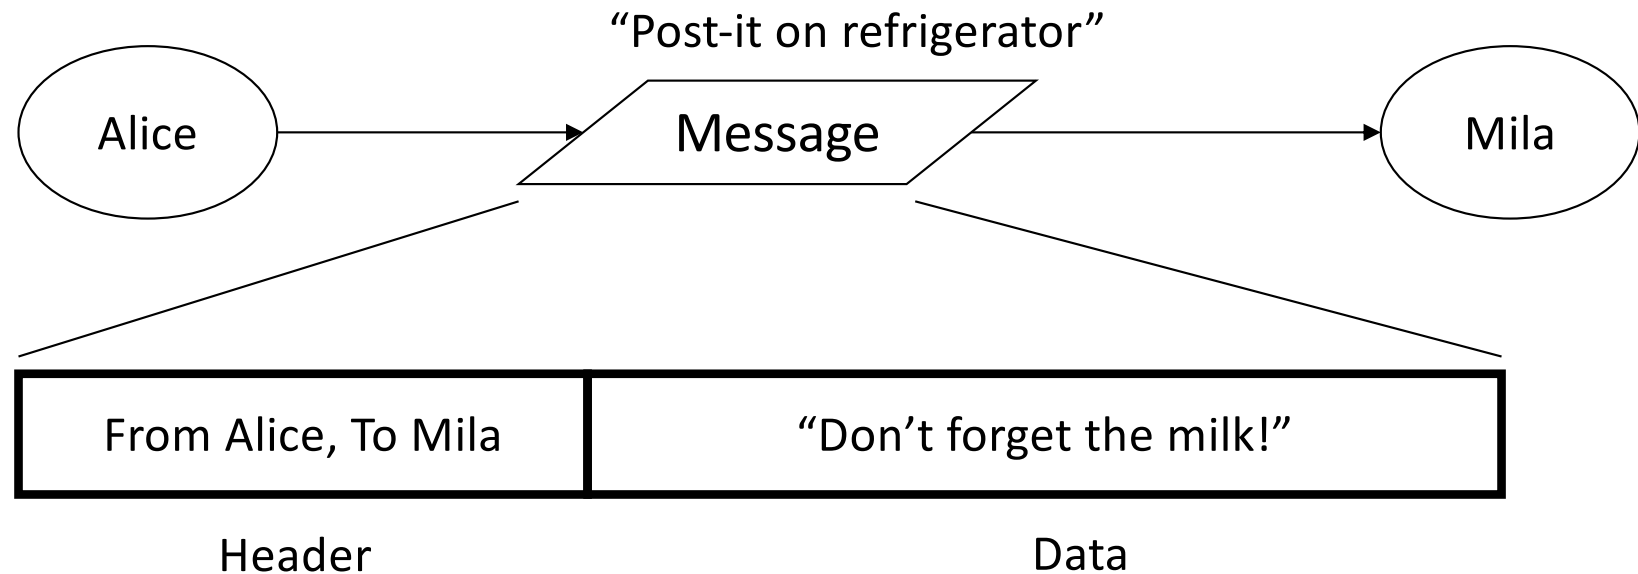 “Post-it on refrigerator”
Alice
Message
Mila
From Alice, To Mila
“Don’t forget the milk!”
Header
Data